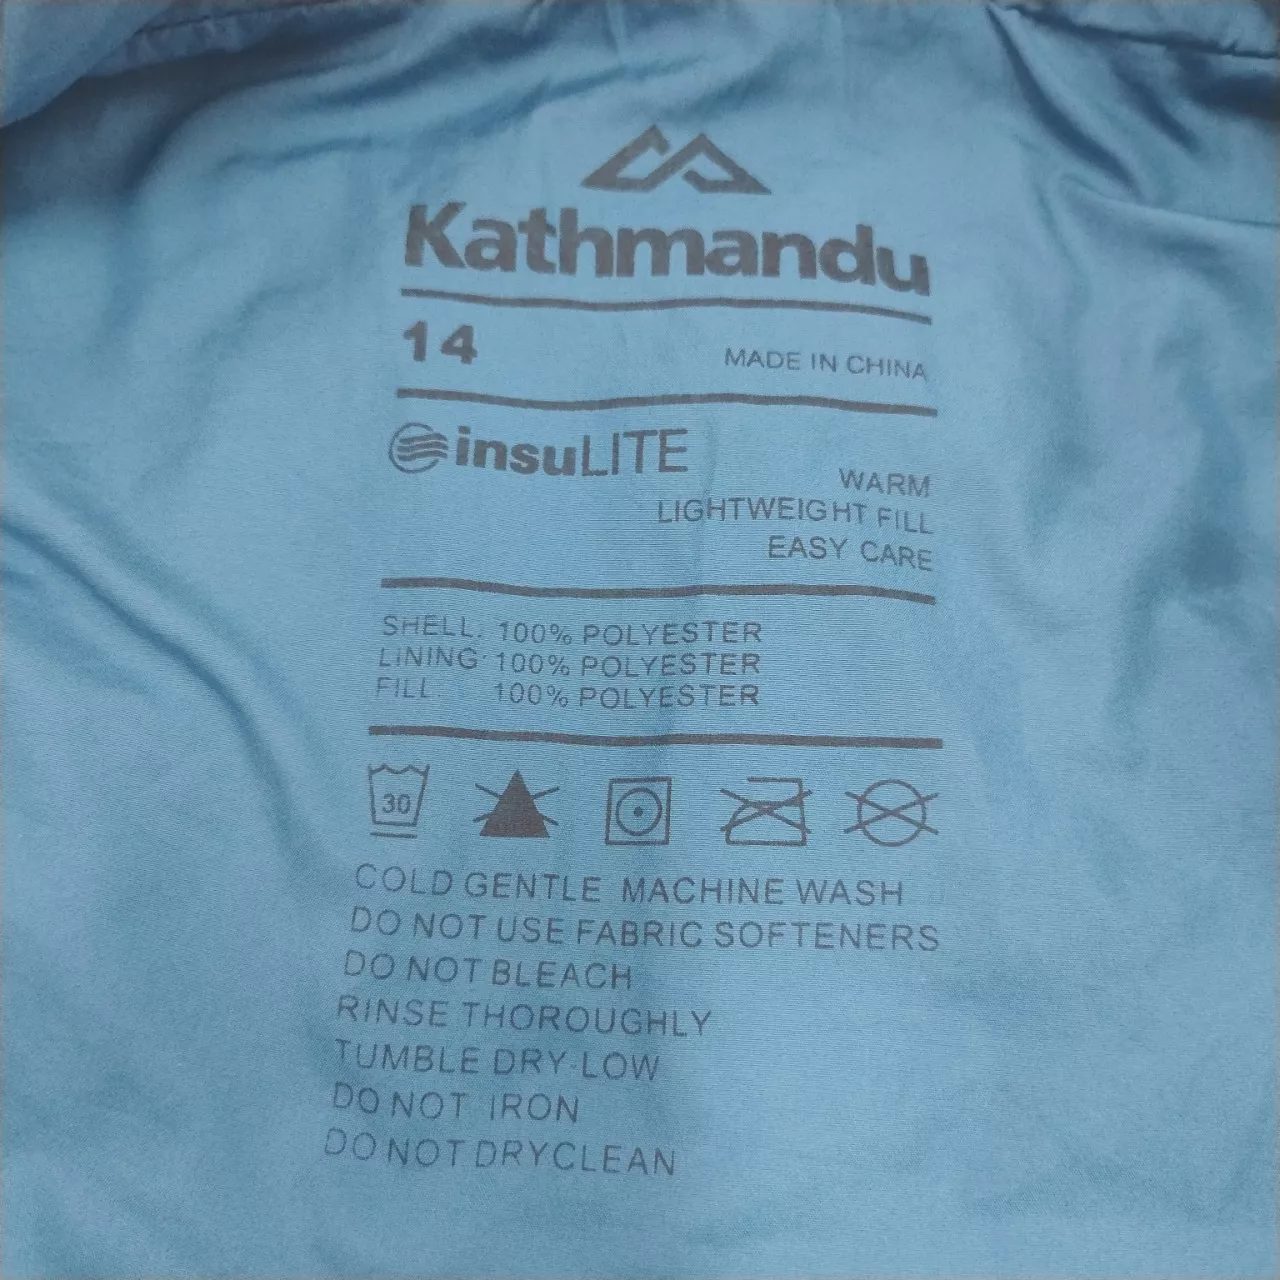 Kathmandu
14 MADE IN CHINA
insuLITE
WARM
LIGHTWEIGHT FILL
EASY CARE
SHELL: 100% POLYESTER
LINING: 100% POLYESTER
FILL: 100% POLYESTER
30
COLD GENTLE MACHINE WASH
DO NOT USE FABRIC SOFTENERS
DO NOT BLEACH
RINSE THOROUGHLY
TUMBLE DRY-LOW
DO NOT IRON
DO NOT DRYCLEAN